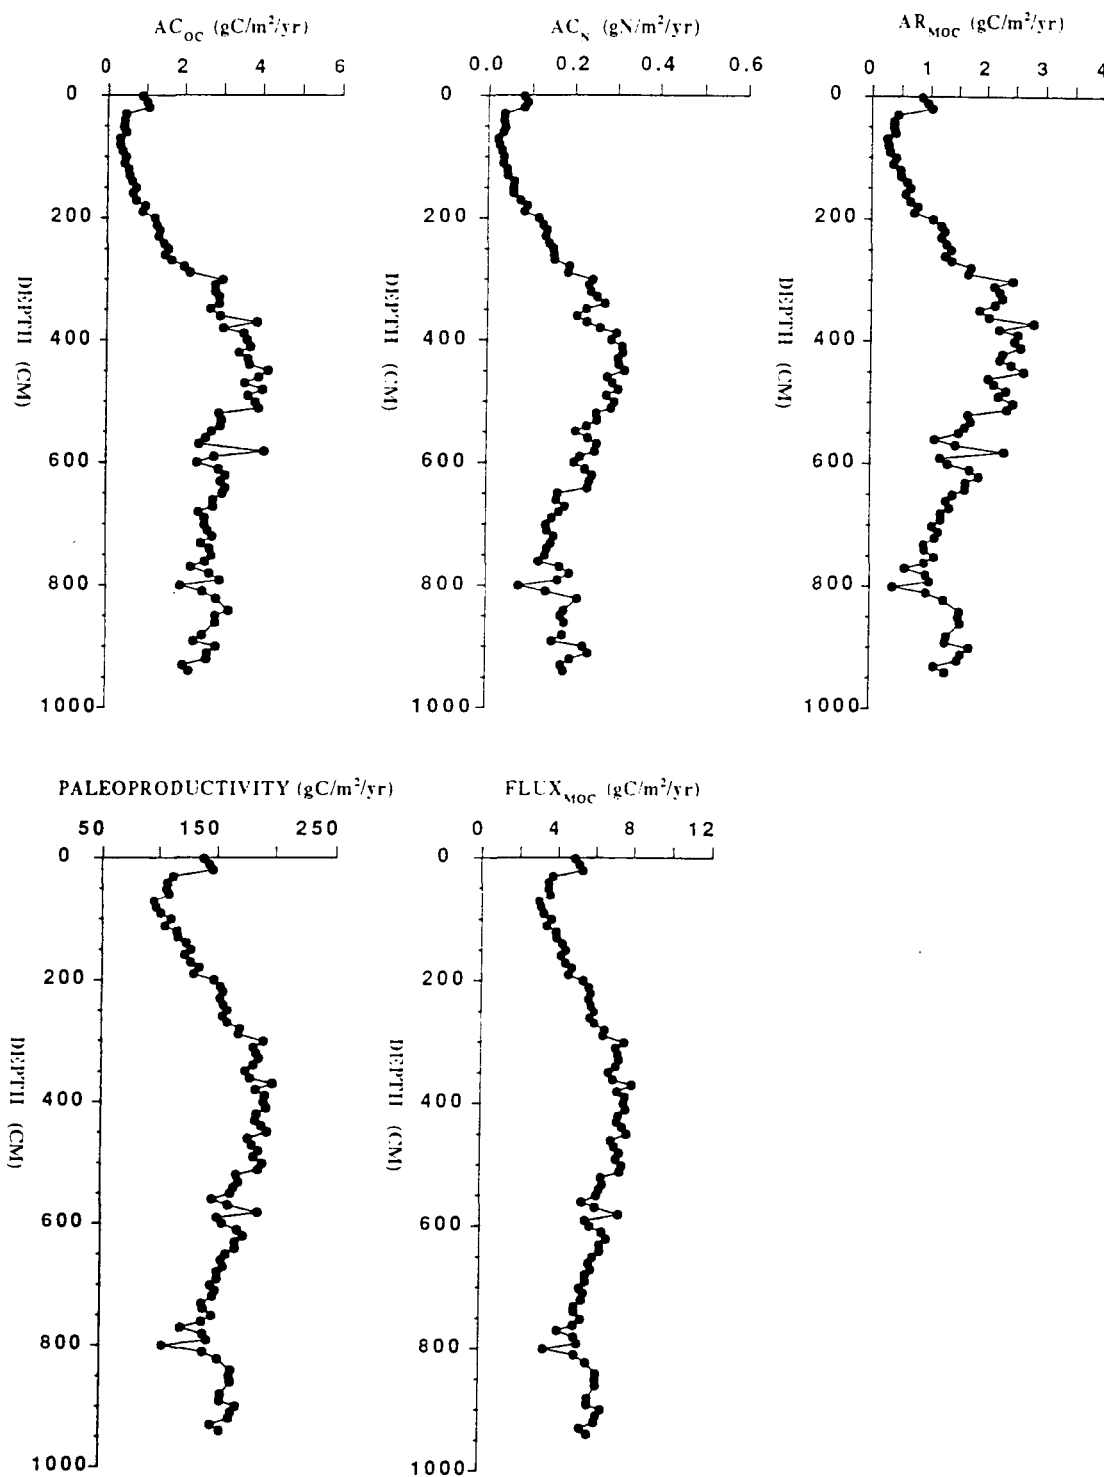 AC_OC (gC/m²/yr)
0 2 4 6
0
200
400
600
800
1000
DEPTH (CM)
AC_N (gN/m²/yr)
0.0 0.2 0.4 0.6
0
200
400
600
800
1000
DEPTH (CM)
AR_MOC (gC/m²/yr)
0 1 2 3 4
0
200
400
600
800
1000
DEPTH (CM)
PALEOPRODUCTIVITY (gC/m²/yr)
50 150 250
0
200
400
600
800
1000
DEPTH (CM)
FLUX_MOC (gC/m²/yr)
0 4 8 12
0
200
400
600
800
1000
DEPTH (CM)